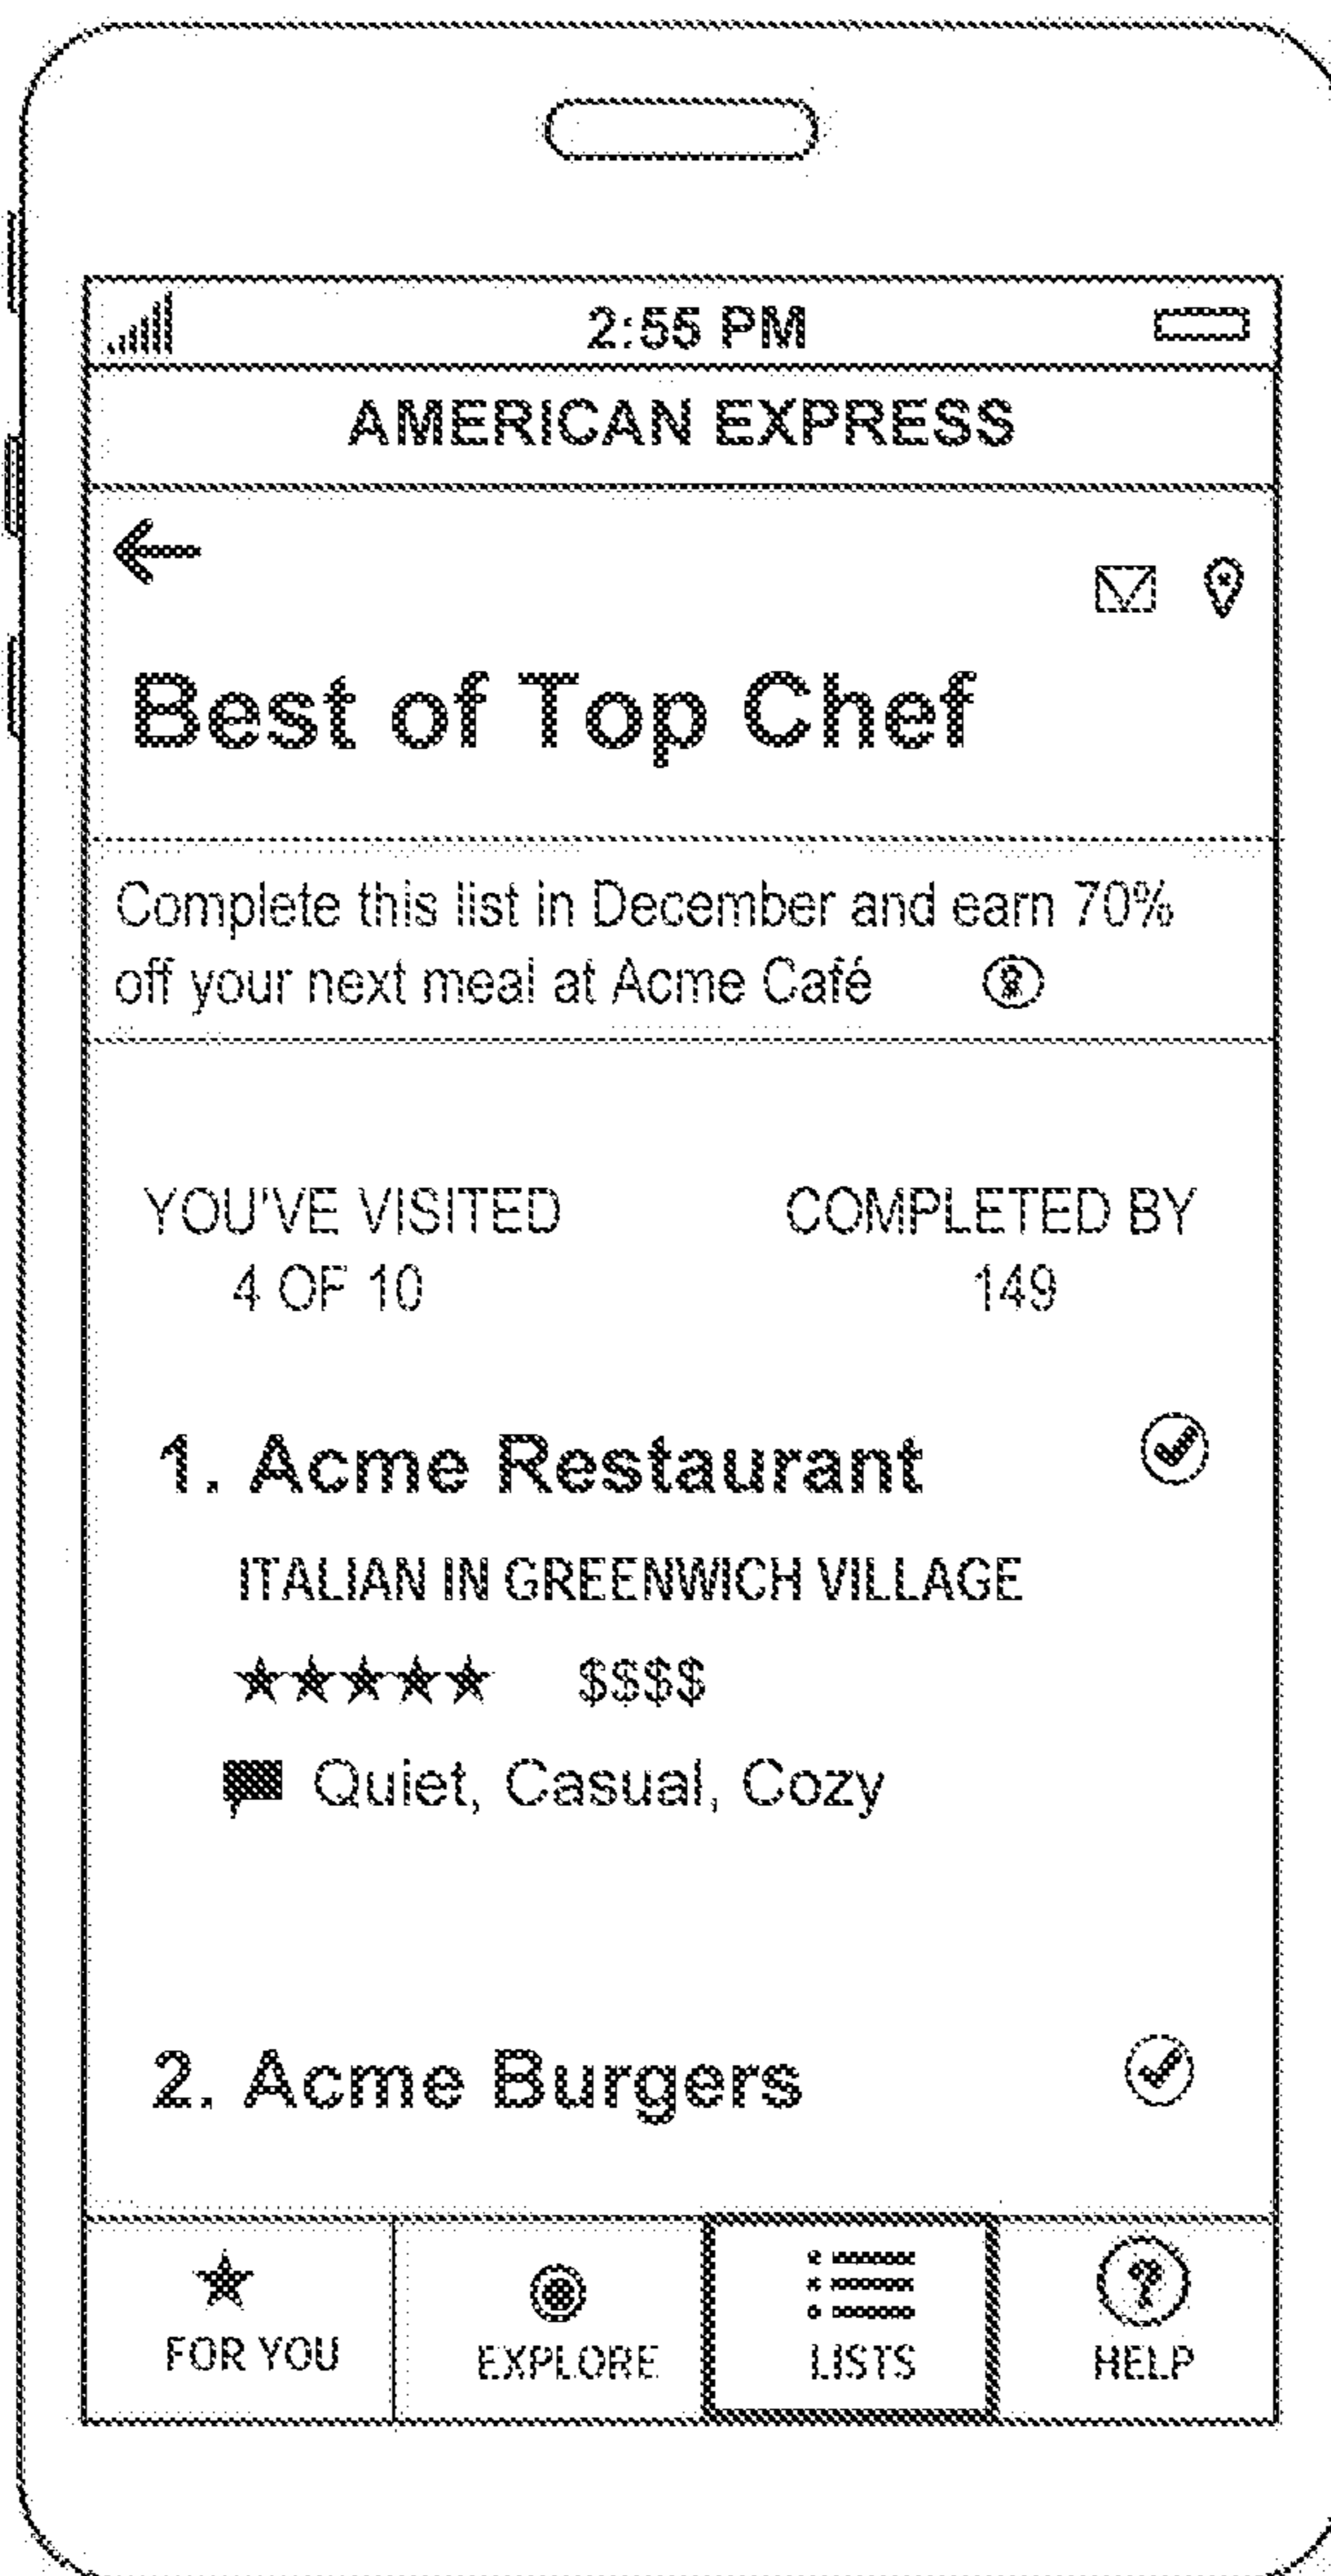 2:55 PM
AMERICAN EXPRESS
Best of Top Chef
Complete this list in December and earn 70%
off your next meal at Acme Café
YOU'VE VISITED
4 OF 10
COMPLETED BY
149
1. Acme Restaurant
ITALIAN IN GREENWICH VILLAGE
★★★★★ $$$$
Quiet, Casual, Cozy
2. Acme Burgers
FOR YOU
EXPLORE
LISTS
?
HELP